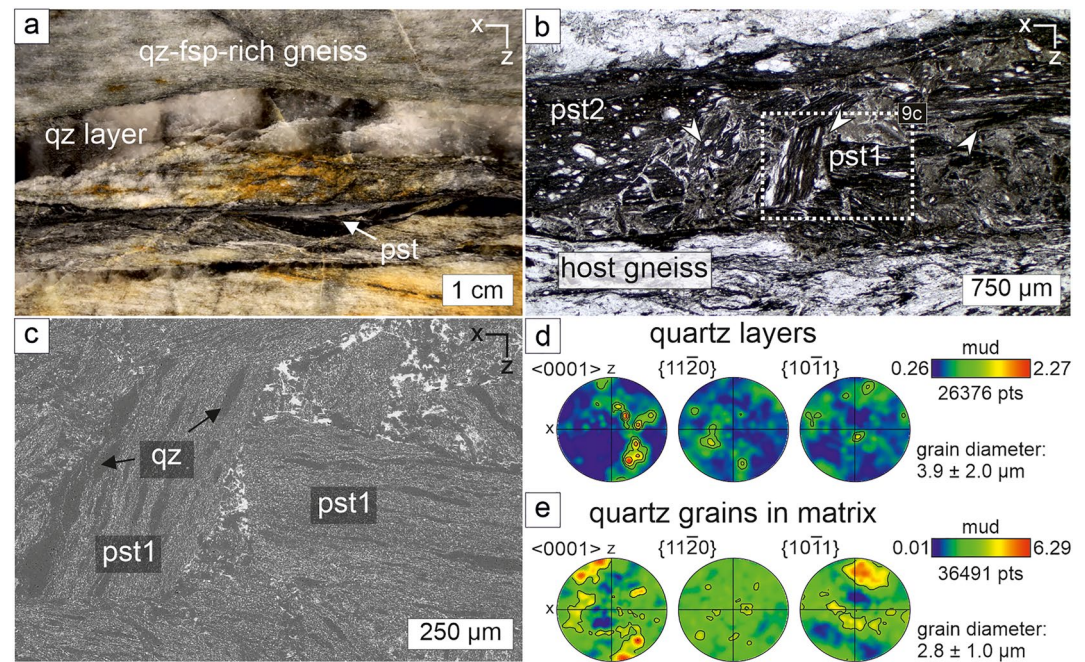 a
qz-fsp-rich gneiss
x
z
qz layer
pst
1 cm
b
x
z
pst2
9c
pst1
host gneiss
750 µm
c
x
z
qz
pst1
pst1
250 µm
d
quartz layers
<0001> z {112̅0} {101̅1}
x
mud
0.26 2.27
26376 pts
grain diameter:
3.9 ± 2.0 µm
e
quartz grains in matrix
<0001> z {112̅0} {101̅1}
x
mud
0.01 6.29
36491 pts
grain diameter:
2.8 ± 1.0 µm